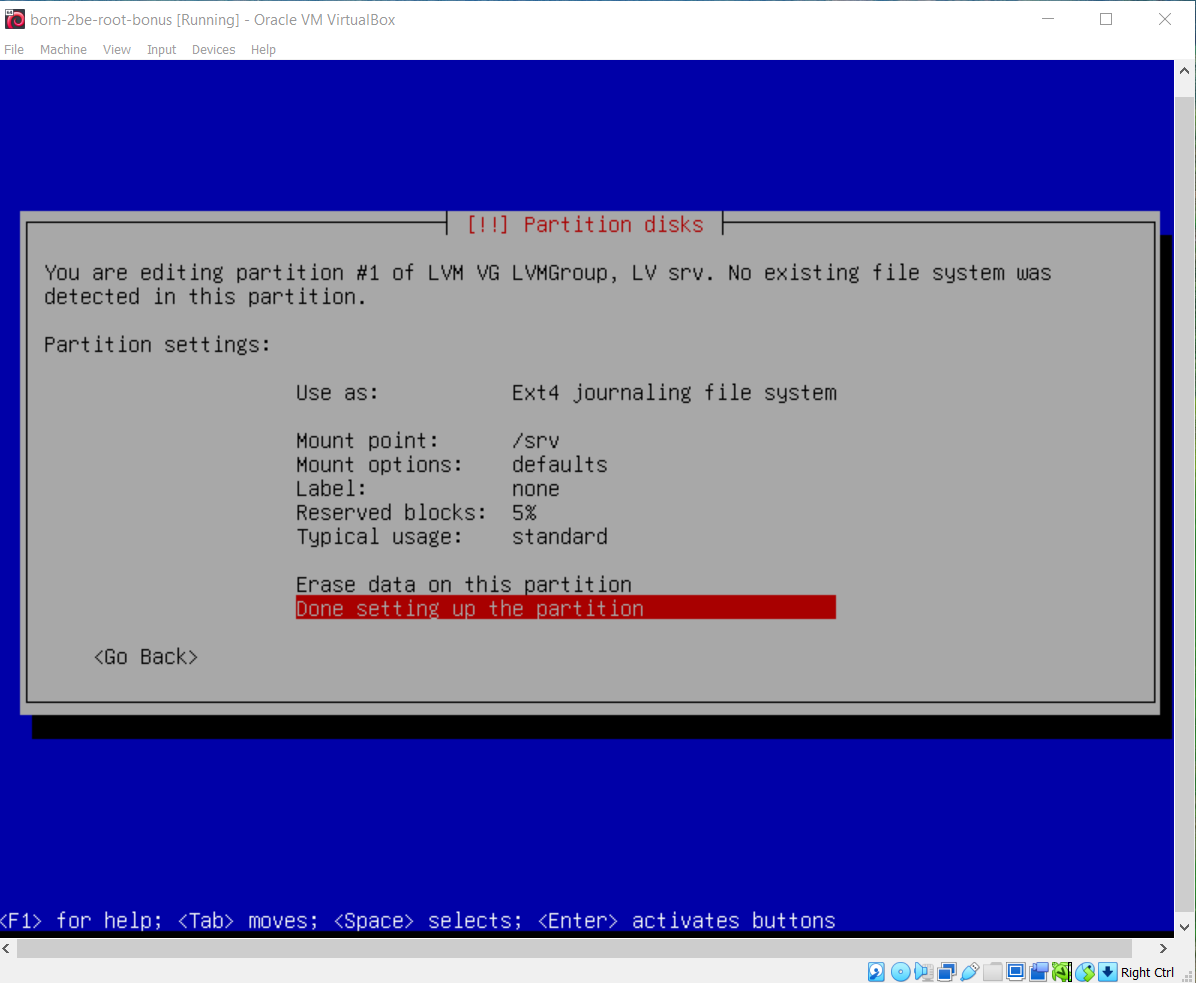 born-2be-root-bonus [Running] - Oracle VM VirtualBox
File Machine View Input Devices Help
[!!] Partition disks
You are editing partition #1 of LVM VG LVMGroup, LV srv. No existing file system was
detected in this partition.
Partition settings:
Use as: Ext4 journaling file system
Mount point: /srv
Mount options: defaults
Label: none
Reserved blocks: 5%
Typical usage: standard
Erase data on this partition
Done setting up the partition
<Go Back>
<F1> for help; <Tab> moves; <Space> selects; <Enter> activates buttons
Right Ctrl